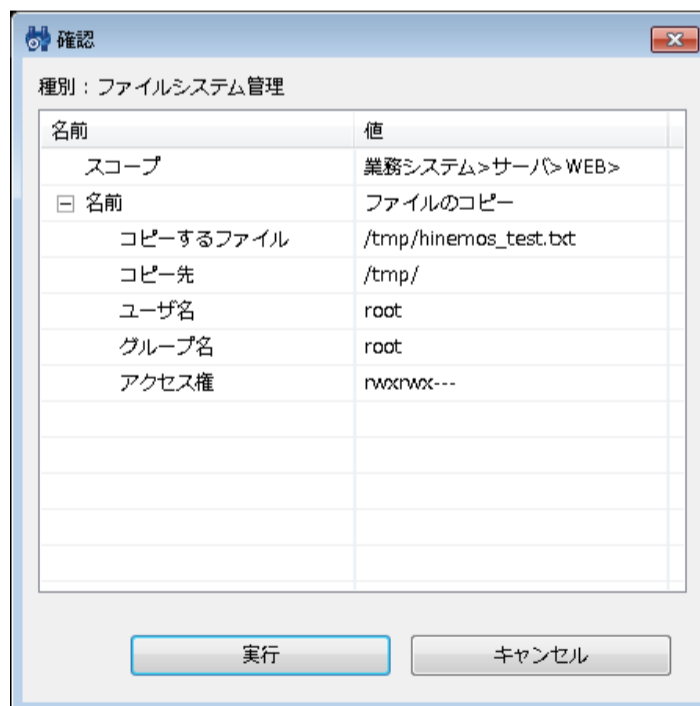 確認
種別：ファイルシステム管理
名前 値
スコープ 業務システム>サーバ>WEB>
名前 ファイルのコピー
コピーするファイル /tmp/hinemos_test.txt
コピー先 /tmp/
ユーザ名 root
グループ名 root
アクセス権 rwxrwx---
実行 キャンセル